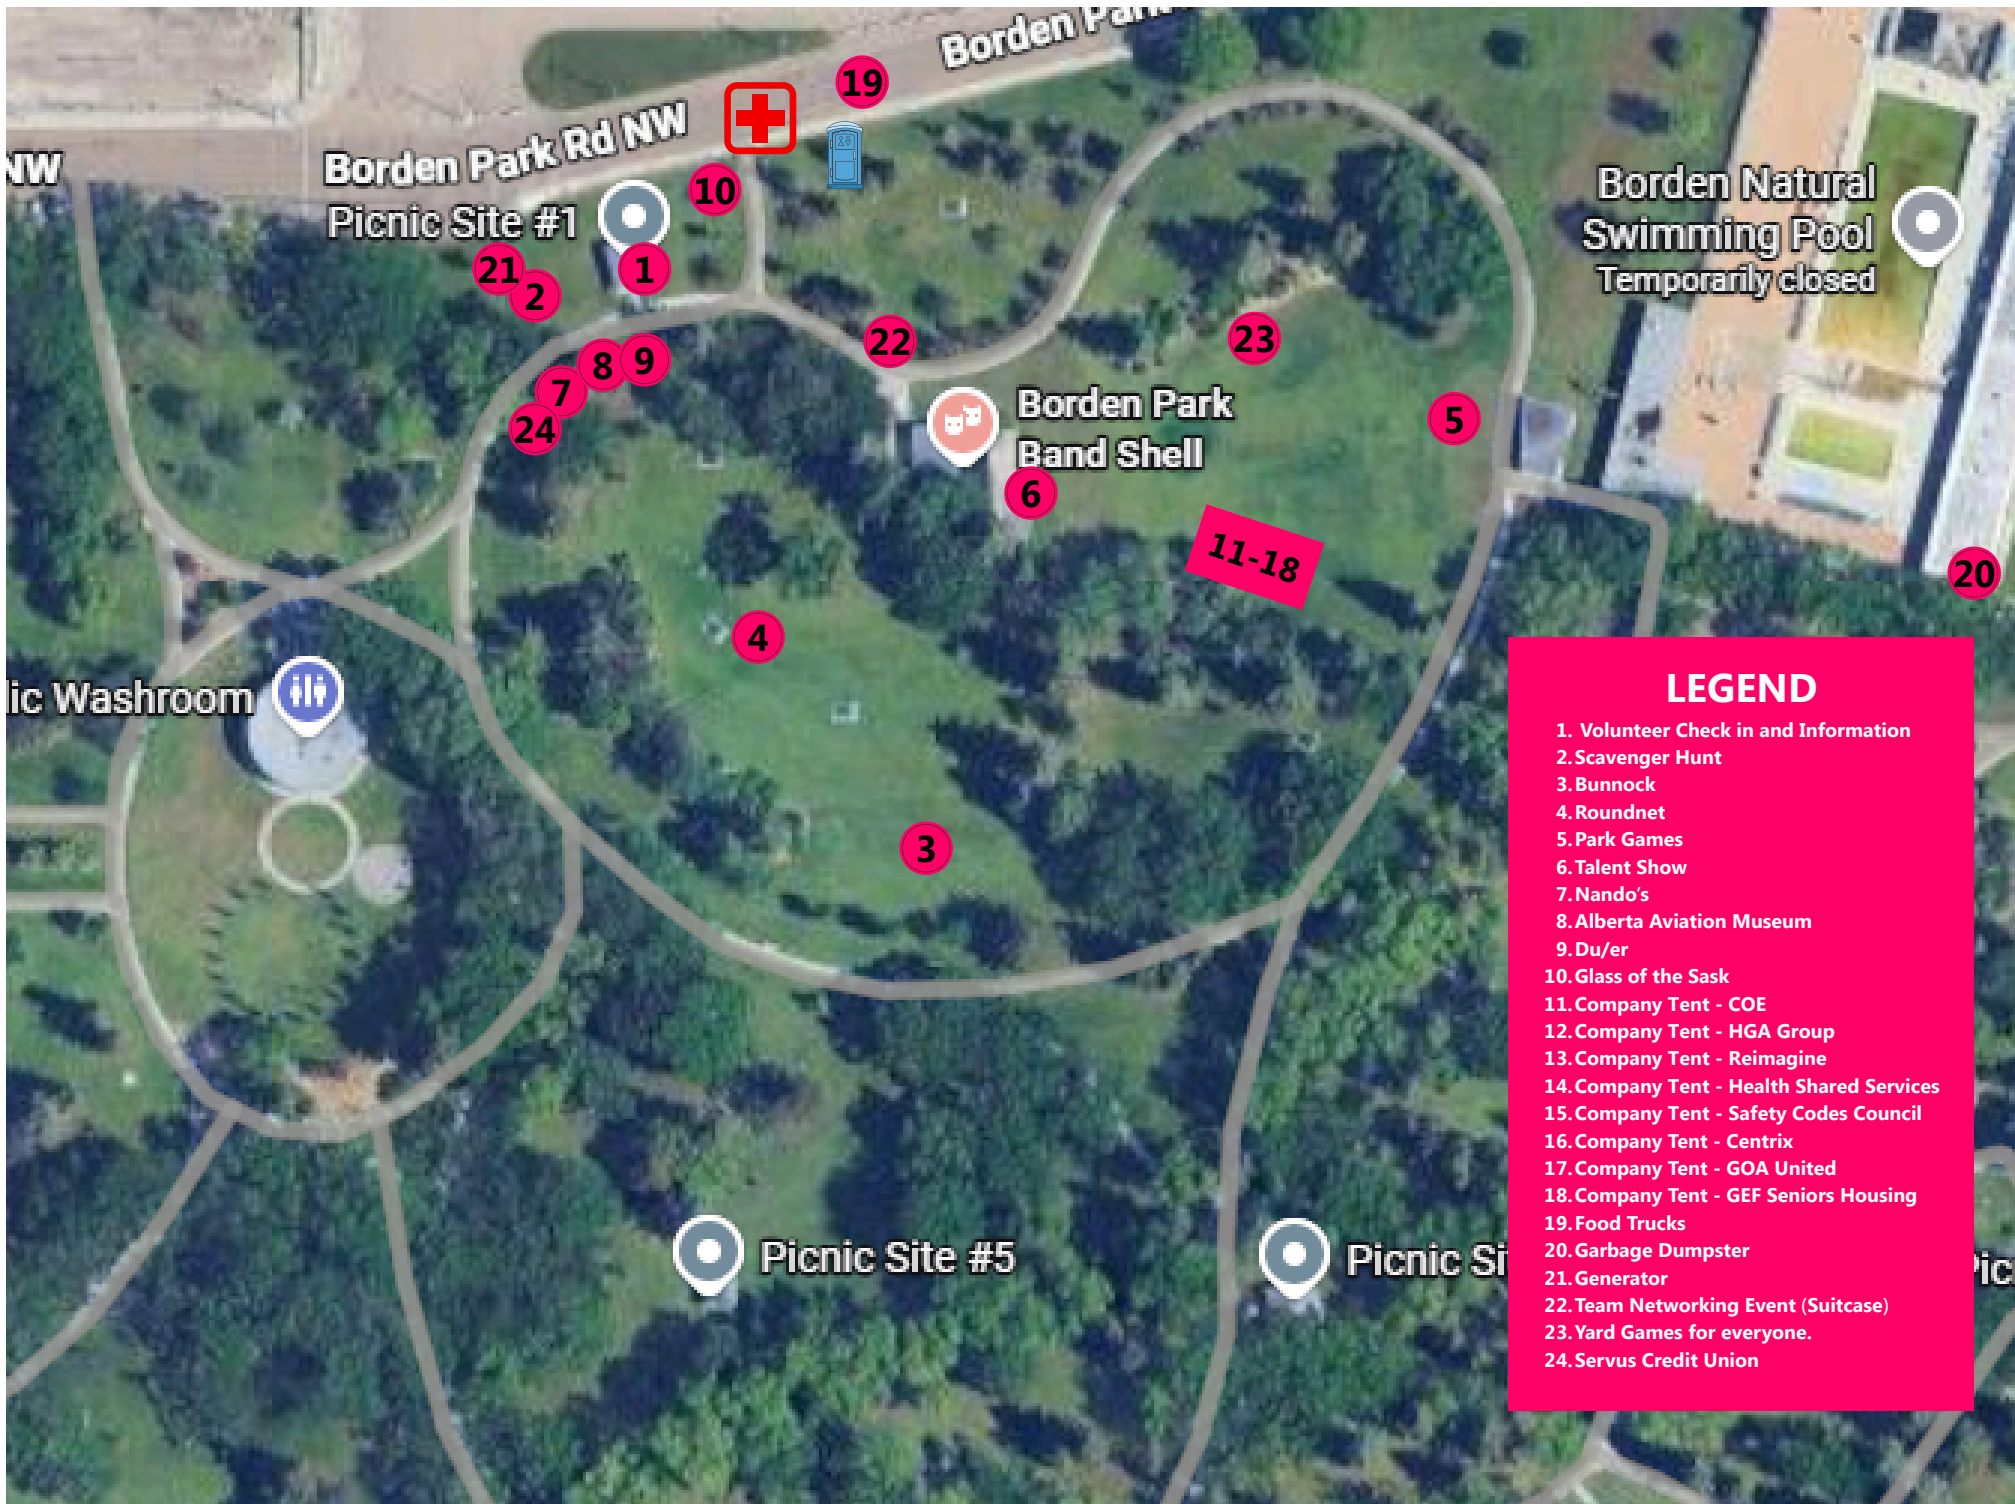 Borden Park
19
Borden Park Rd NW
NW
10
Picnic Site #1
Borden Natural
Swimming Pool
Temporarily closed
21
1
2
22
23
8
9
7
24
Borden Park
Band Shell
5
6
11-18
20
4
lic Washroom
3
LEGEND
1. Volunteer Check in and Information
2. Scavenger Hunt
3. Bunnock
4. Roundnet
5. Park Games
6. Talent Show
7. Nando's
8. Alberta Aviation Museum
9. Du/er
10. Glass of the Sask
11. Company Tent - COE
12. Company Tent - HGA Group
13. Company Tent - Reimagine
14. Company Tent - Health Shared Services
15. Company Tent - Safety Codes Council
16. Company Tent - Centrix
17. Company Tent - GOA United
18. Company Tent - GEF Seniors Housing
19. Food Trucks
20. Garbage Dumpster
21. Generator
22. Team Networking Event (Suitcase)
23. Yard Games for everyone.
24. Servus Credit Union
Picnic Site #5
Picnic Si
Pic